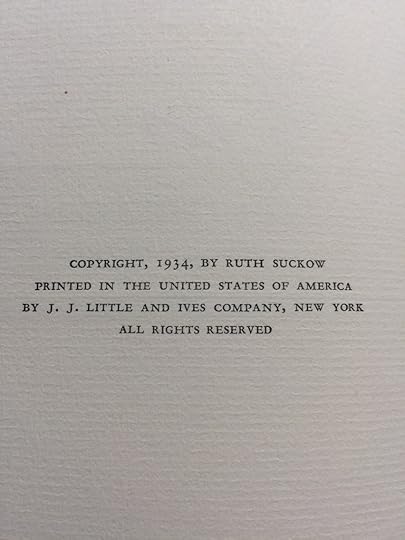 COPYRIGHT, 1934, BY RUTH SUCKOW
PRINTED IN THE UNITED STATES OF AMERICA
BY J. J. LITTLE AND IVES COMPANY, NEW YORK
ALL RIGHTS RESERVED